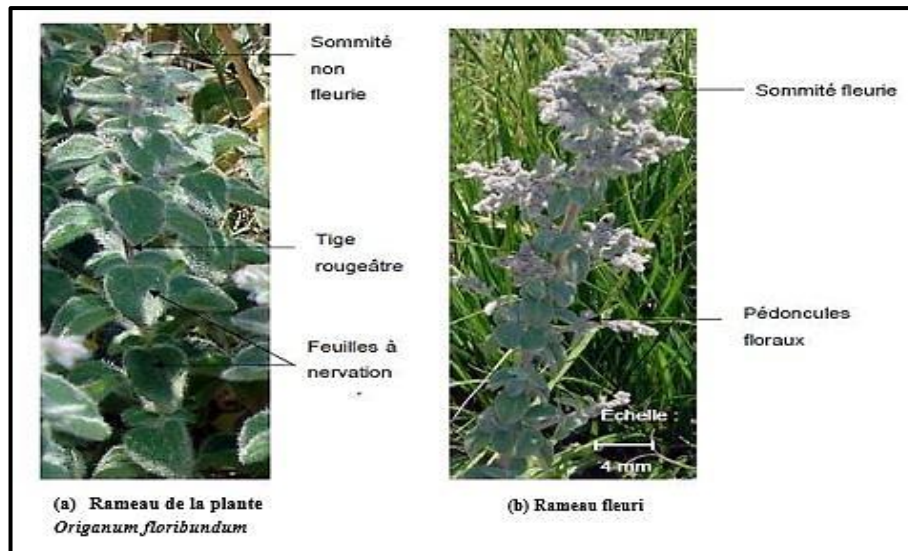 Sommité
non
fleurie
Tige
rougeâtre
Feuilles à
nervation
Sommité fleurie
Pédoncules
floraux
Échelle :
4 mm
(a) Rameau de la plante
Origanum floribundum
(b) Rameau fleuri